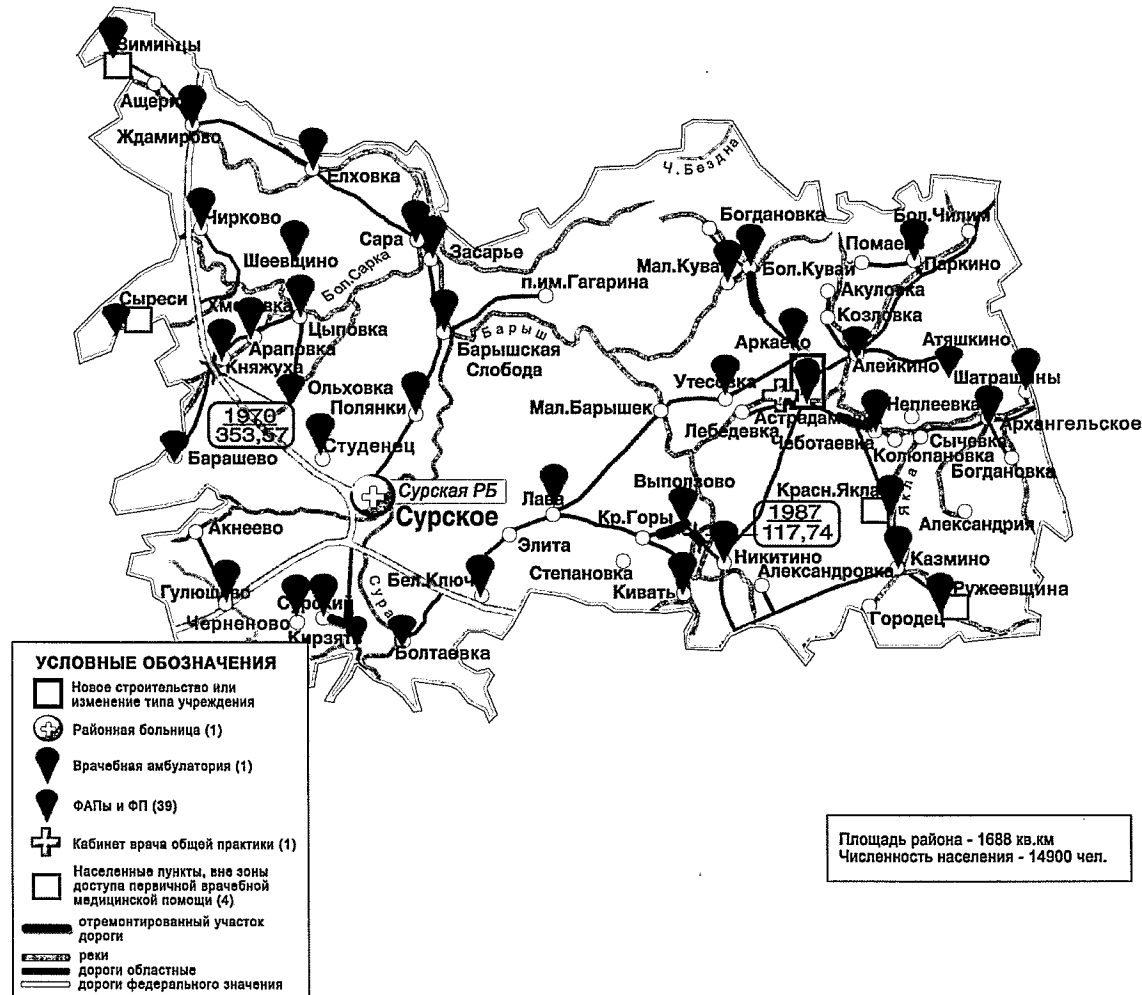 Зиминцы
Ждамирово
Елховка
Ч.Бездна
Чирково
Шеевщино
Сара
Засарье
Бол.Сарка
п.им.Гагарина
Богдановка
Бол.Чилим
Помаево
Мал.Кувай
Бол.Кувай
Паркино
Акуловка
Козловка
Сыреси
Цыповка
Араповка
Княжуха
Барыш
Барышская
Слобода
Аркаево
Атяшкино
Алейкино
Шатрашаны
Ольховка
Полянки
1970
353,57
Утесовка
Мал.Барышек
Лебедевка
Астрадам
Неплеевка
Архангельское
Чеботаевка
Сычевка
Колюпановка
Богдановка
Студенец
Барашево
Сурская РБ
Сурское
Выползово
Красн.Якла
Якла
Александрия
Лава
Кр.Горы
1987
117,74
Акнеево
Элита
Никитино
Казмино
Степановка
Александровка
Бел.Ключ
Сура
Кивать
Ружеевщина
Городец
Гулюшево
Черненово
Болтаевка
УСЛОВНЫЕ ОБОЗНАЧЕНИЯ
Новое строительство или
изменение типа учреждения
Районная больница (1)
Врачебная амбулатория (1)
ФАПы и ФП (39)
Кабинет врача общей практики (1)
Населенные пункты, вне зоны
доступа первичной врачебной
медицинской помощи (4)
отремонтированный участок
дороги
реки
дороги областные
дороги федерального значения
Площадь района - 1688 кв.км
Численность населения - 14900 чел.